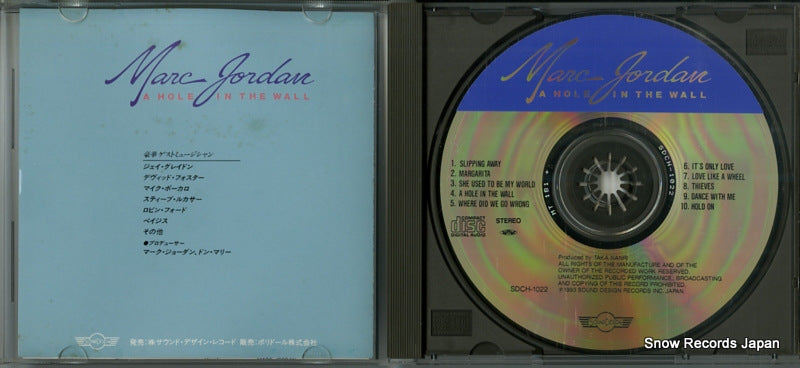 Marc Jordan
A HOLE IN THE WALL
豪華ゲストミュージシャン
ジェイ・グレイドン
デヴィッド・フォスター
マイク・ポーカロ
スティーブ・ルカサー
ロビン・フォード
ペイジス
その他
●プロデューサー
マーク・ジョーダン、ドン・マリー
発売:㈱サウンド・デザイン・レコード 販売:ポリドール株式会社
Marc Jordan
A HOLE IN THE WALL
1. SLIPPING AWAY
2. MARGARITA
3. SHE USED TO BE MY WORLD
4. A HOLE IN THE WALL
5. WHERE DID WE GO WRONG
SDCH-1022
MT 1B1 +
6. IT'S ONLY LOVE
7. LOVE LIKE A WHEEL
8. THIEVES
9. DANCE WITH ME
10. HOLD ON
COMPACT
disc
DIGITAL AUDIO
STEREO
SDCH-1022
Produced by TAKA NANRI
ALL RIGHTS OF THE MANUFACTURE AND OF THE
OWNER OF THE RECORDED WORK RESERVED.
UNAUTHORIZED PUBLIC PERFORMANCE, BROADCASTING
AND COPYING OF THIS RECORD PROHIBITED.
℗1993 SOUND DESIGN RECORDS INC. JAPAN.
Snow Records Japan